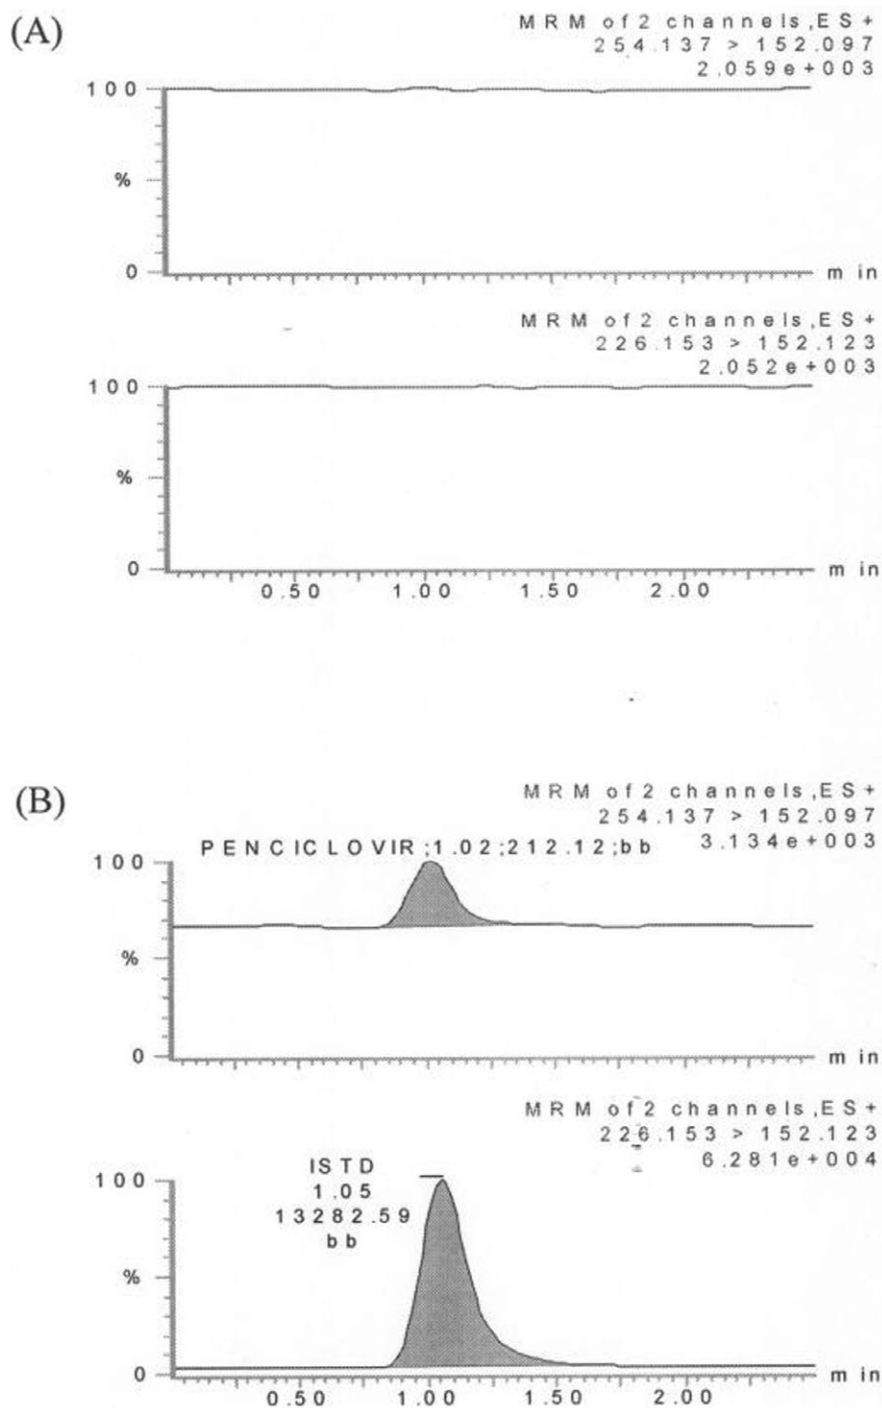 (A)
MRM of 2 channels,ES+
254.137 > 152.097
2.059e+003
100
%
0
min
MRM of 2 channels,ES+
226.153 > 152.123
2.052e+003
100
%
0
min
0.50 1.00 1.50 2.00
(B)
MRM of 2 channels,ES+
254.137 > 152.097
3.134e+003
PENCICLOVIR;1.02;212.12;bb
100
%
0
min
MRM of 2 channels,ES+
226.153 > 152.123
6.281e+004
ISTD
1.05
13282.59
bb
100
%
0
min
0.50 1.00 1.50 2.00